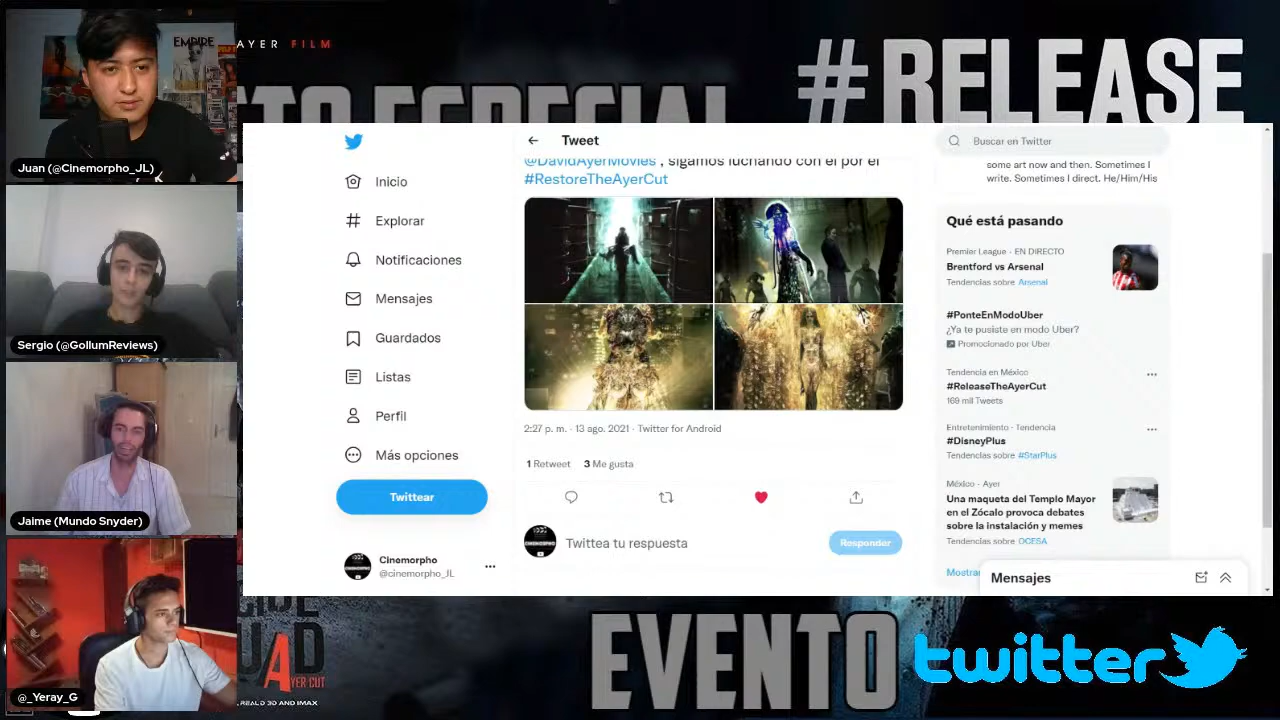 AYER FILM
TO ESPECIAL
#RELEASE
EMPIRE
Juan (@Cinemorpho_JL)
Sergio (@GollumReviews)
Jaime (Mundo Snyder)
@_Yeray_G
Inicio
Explorar
Notificaciones
Mensajes
Guardados
Listas
Perfil
Más opciones
Twittear
Cinemorpho
@cinemorpho_JL
Tweet
@DavidAyerMovies , sigamos luchando con el por el
#RestoreTheAyerCut
2:27 p. m. · 13 ago. 2021 · Twitter for Android
1 Retweet 3 Me gusta
Twittea tu respuesta
Responder
Buscar en Twitter
some art now and then. Sometimes I
write. Sometimes I direct. He/Him/His
Qué está pasando
Premier League · EN DIRECTO
Brentford vs Arsenal
Tendencias sobre Arsenal
#PonteEnModoUber
¿Ya te pusiste en modo Uber?
Promocionado por Uber
Tendencia en México
#ReleaseTheAyerCut
169 mil Tweets
Entretenimiento · Tendencia
#DisneyPlus
Tendencias sobre #StarPlus
México · Ayer
Una maqueta del Templo Mayor
en el Zócalo provoca debates
sobre la instalación y memes
Tendencias sobre OCESA
Mostrar
Mensajes
UAD
AYER CUT
, REALD 3D AND IMAX
EVENTO
twitter